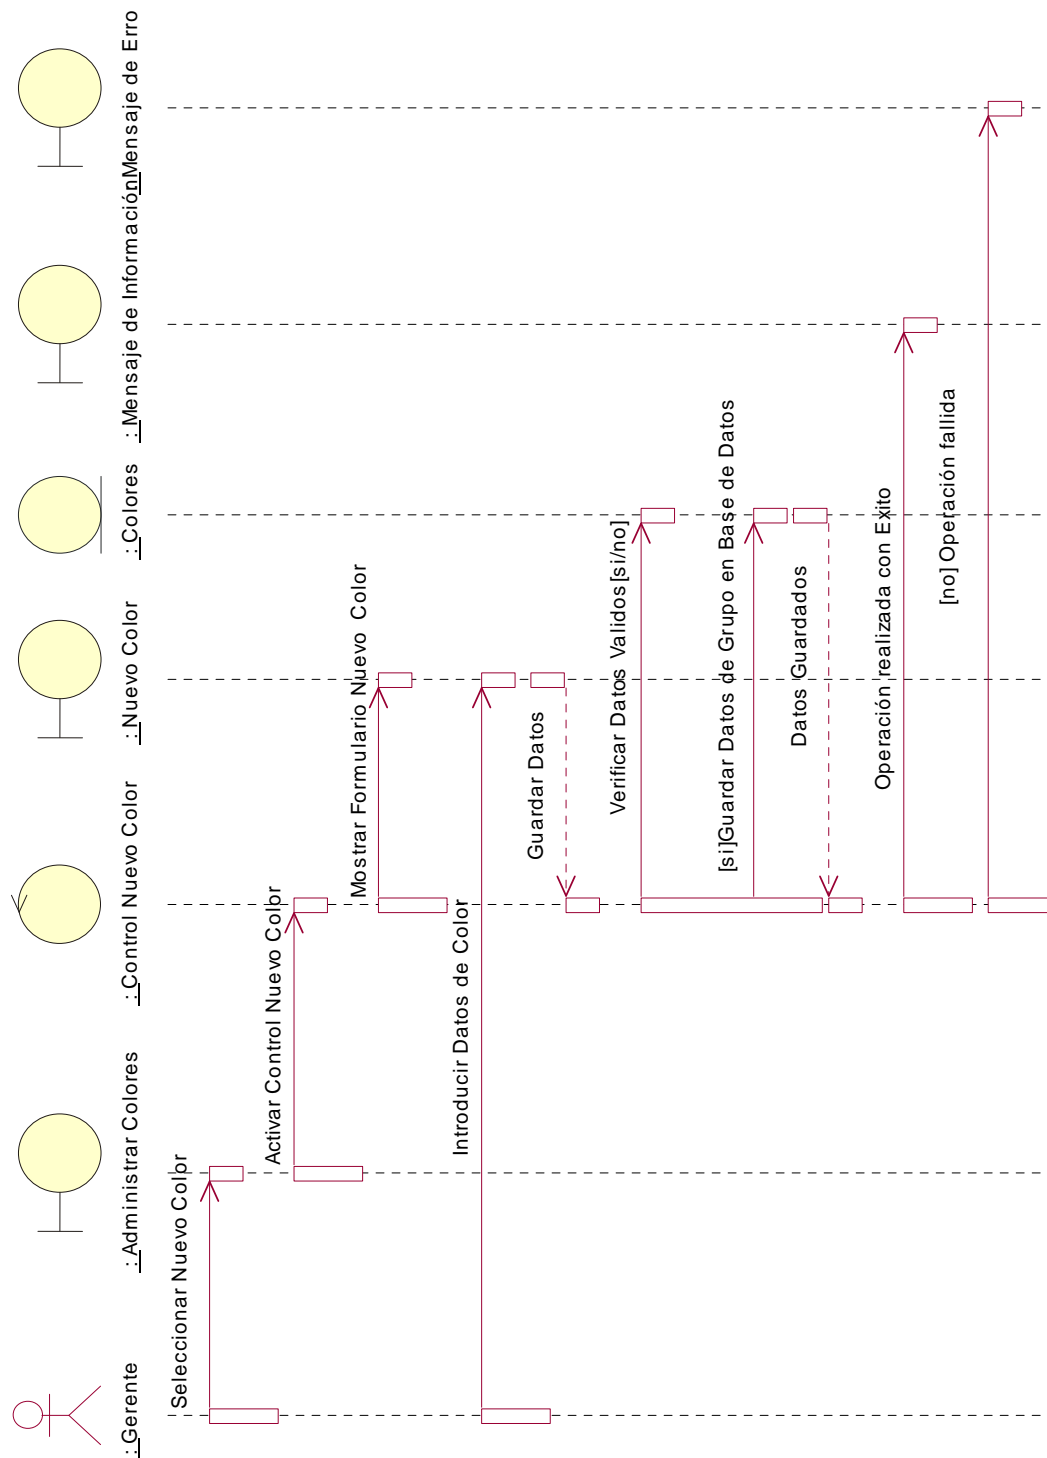 : Gerente
: Administrar Colores
: Control Nuevo Color
: Nuevo Color
: Colores
: Mensaje de Información
: Mensaje de Erro
Seleccionar Nuevo Color
Activar Control Nuevo Color
Mostrar Formulario Nuevo Color
Introducir Datos de Color
Guardar Datos
Verificar Datos Validos[si/no]
[si]Guardar Datos de Grupo en Base de Datos
Datos Guardados
Operación realizada con Exito
[no] Operación fallida